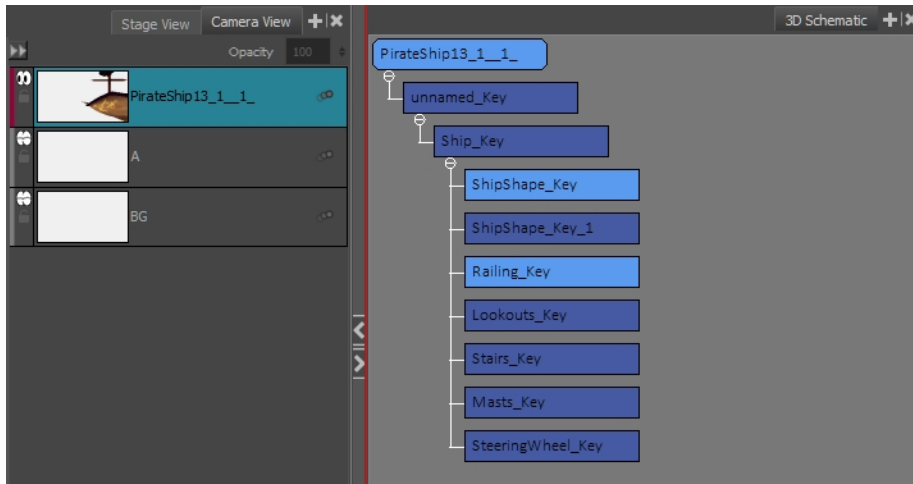 Stage View
Camera View
3D Schematic
Opacity 100
PirateShip13_1__1_
A
BG
PirateShip13_1__1_
unnamed_Key
Ship_Key
ShipShape_Key
ShipShape_Key_1
Railing_Key
Lookouts_Key
Stairs_Key
Masts_Key
SteeringWheel_Key